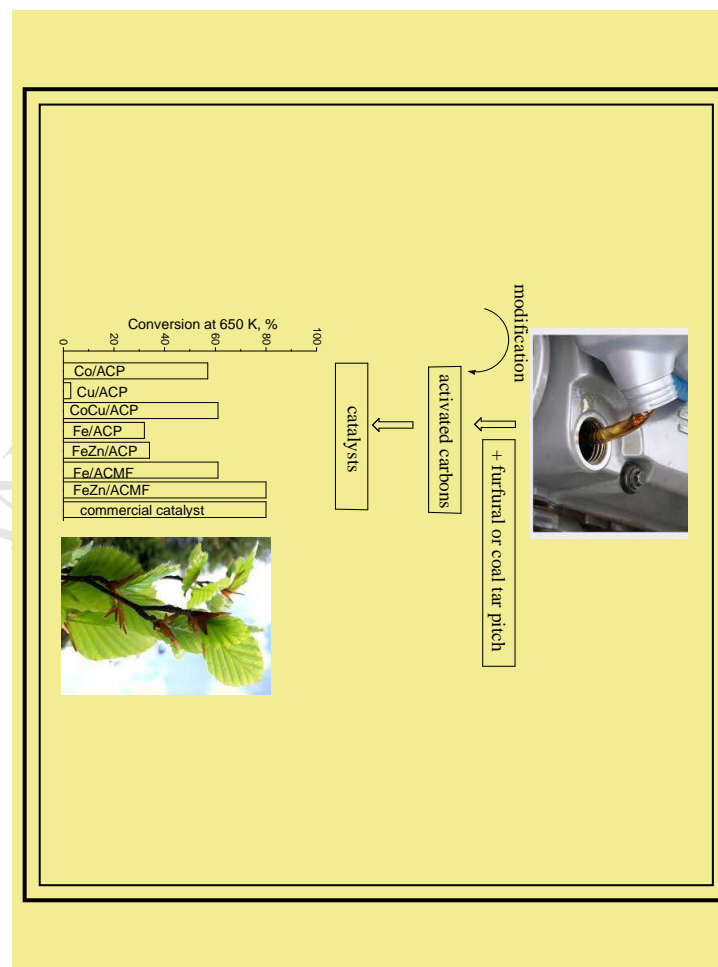 modification
+ furfural or coal tar pitch
activated carbons
catalysts
Conversion at 650 K, %
100
80
60
40
20
0
Co/ACP
Cu/ACP
CoCu/ACP
Fe/ACP
FeZn/ACP
Fe/ACMF
FeZn/ACMF
commercial catalyst